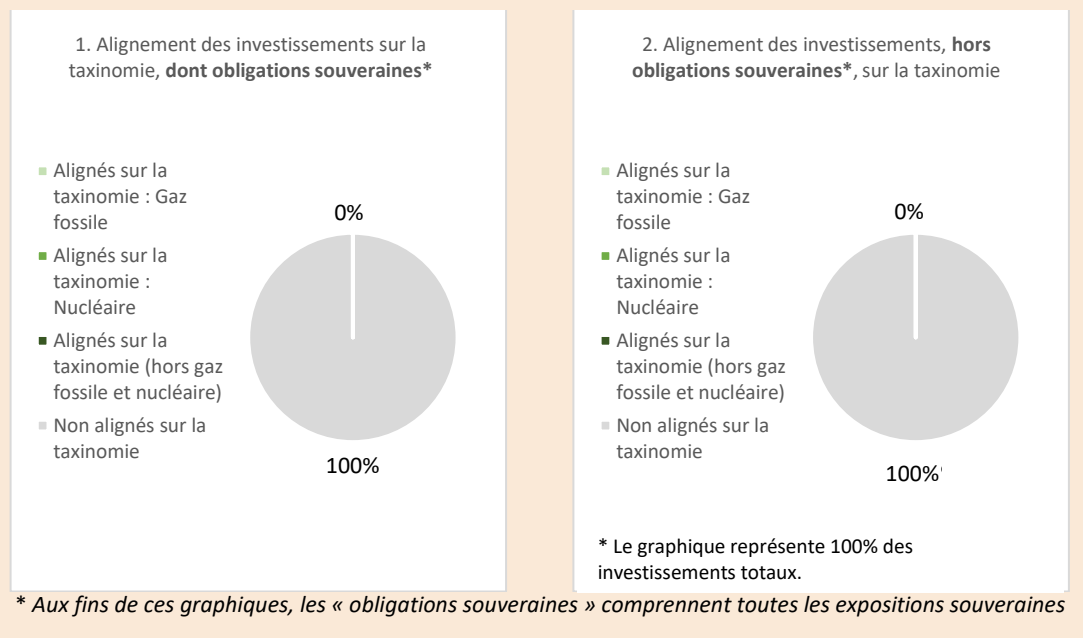 1. Alignement des investissements sur la
taxinomie, dont obligations souveraines*
Alignés sur la
taxinomie : Gaz
fossile
Alignés sur la
taxinomie :
Nucléaire
Alignés sur la
taxinomie (hors gaz
fossile et nucléaire)
Non alignés sur la
taxinomie
0%
100%
2. Alignement des investissements, hors
obligations souveraines*, sur la taxinomie
Alignés sur la
taxinomie : Gaz
fossile
Alignés sur la
taxinomie :
Nucléaire
Alignés sur la
taxinomie (hors gaz
fossile et nucléaire)
Non alignés sur la
taxinomie
0%
100%
* Le graphique représente 100% des
investissements totaux.
* Aux fins de ces graphiques, les « obligations souveraines » comprennent toutes les expositions souveraines